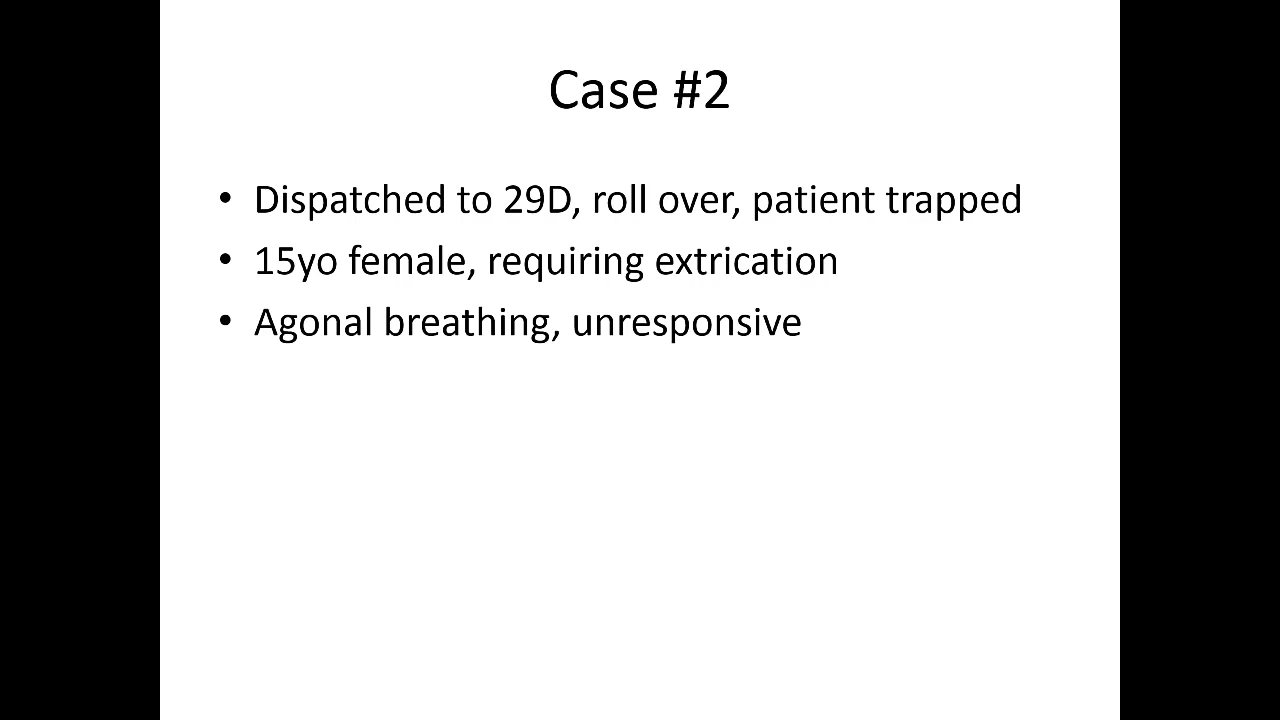 Case #2
• Dispatched to 29D, roll over, patient trapped
• 15yo female, requiring extrication
• Agonal breathing, unresponsive